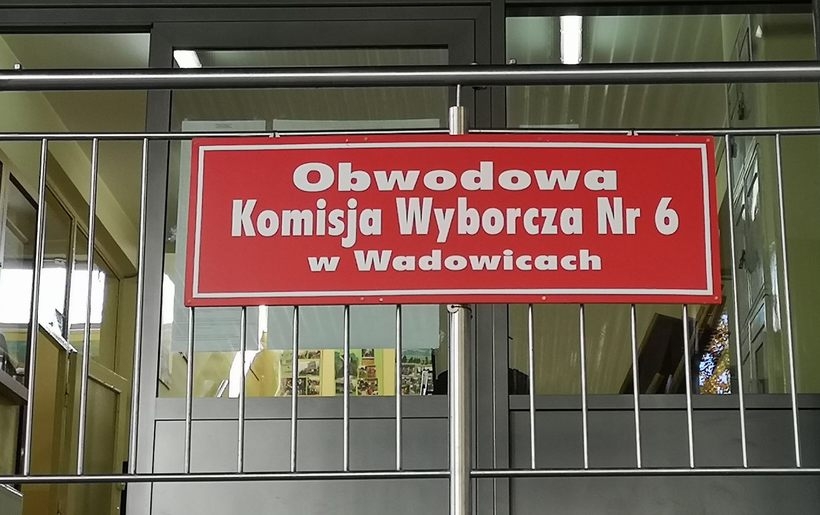 Obwodowa
Komisja Wyborcza Nr 6
w Wadowicach